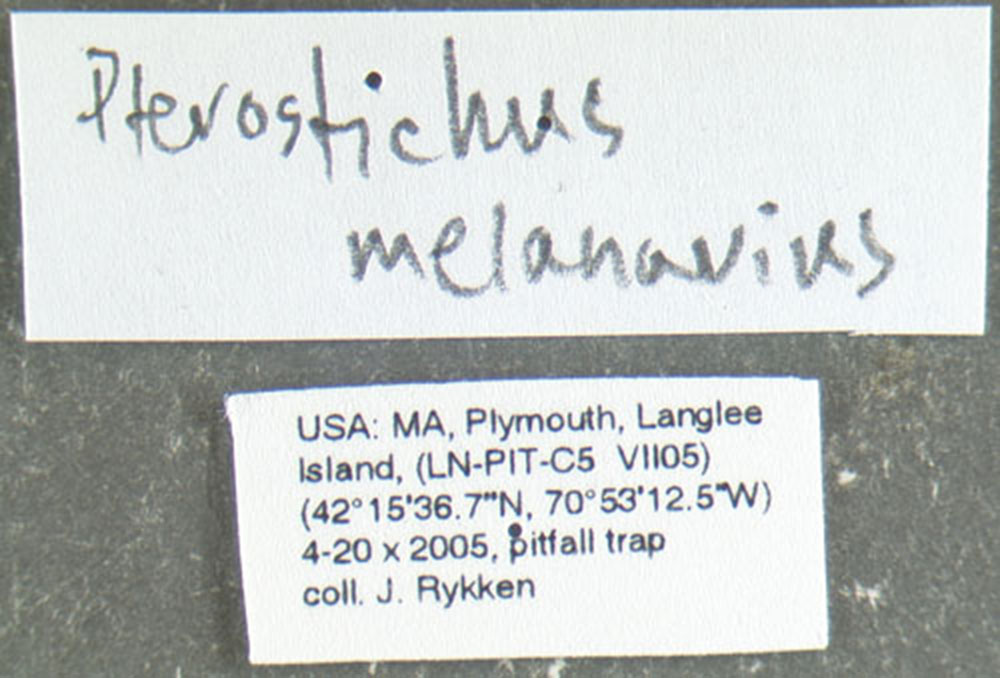 Pterostichus
melanarius
USA: MA, Plymouth, Langlee
Island, (LN-PIT-C5 VII05)
(42°15'36.7"N, 70°53'12.5"W)
4-20 x 2005, pitfall trap
coll. J. Rykken